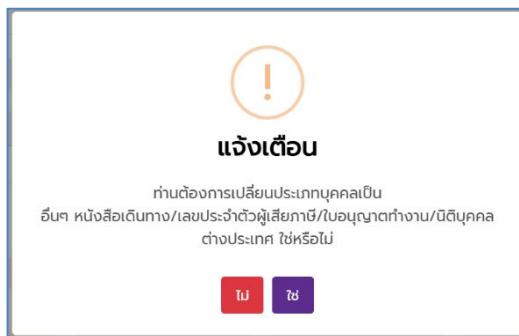 แจ้งเตือน
ท่านต้องการเปลี่ยนประเภทบุคคลเป็น
อื่นๆ หนังสือเดินทาง/เลขประจำตัวผู้เสียภาษี/ใบอนุญาตทำงาน/นิติบุคคล
ต่างประเทศ ใช่หรือไม่
ไม่ ใช่